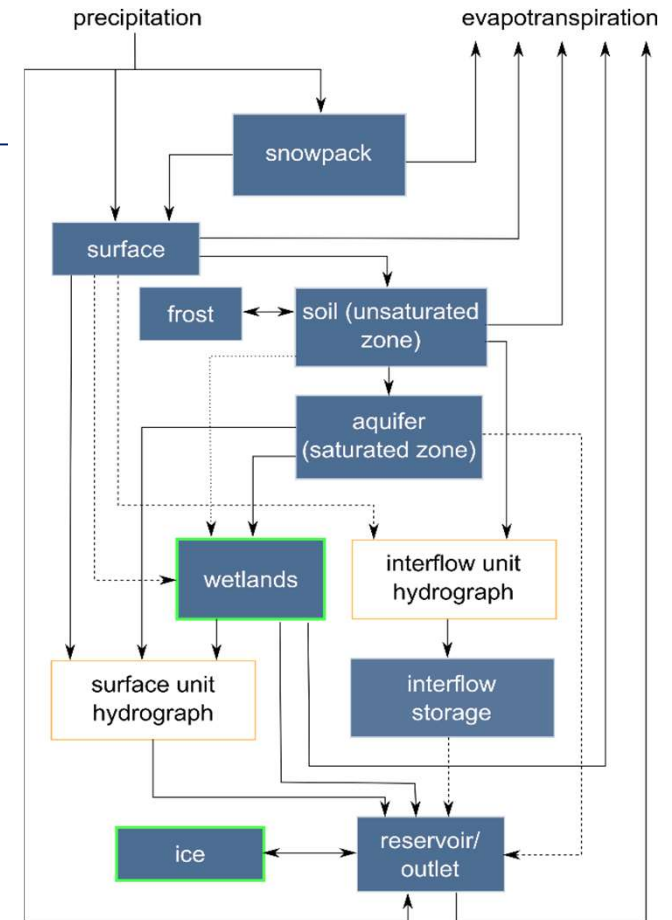 precipitation
evapotranspiration
snowpack
surface
frost
soil (unsaturated
zone)
aquifer
(saturated zone)
wetlands
interflow unit
hydrograph
surface unit
hydrograph
interflow
storage
ice
reservoir/
outlet